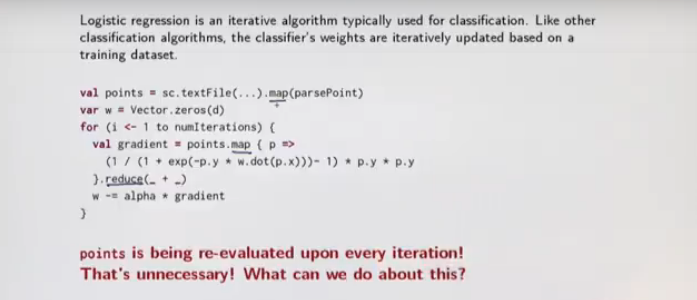 Logistic regression is an iterative algorithm typically used for classification. Like other
classification algorithms, the classifier's weights are iteratively updated based on a
training dataset.
val points = sc.textFile(...).map(parsePoint)
var w = Vector.zeros(d)
for (i <- 1 to numIterations) {
val gradient = points.map { p =>
(1 / (1 + exp(-p.y * w.dot(p.x)))- 1) * p.y * p.y
}.reduce(_ + _)
w -= alpha * gradient
}
points is being re-evaluated upon every iteration!
That's unnecessary! What can we do about this?